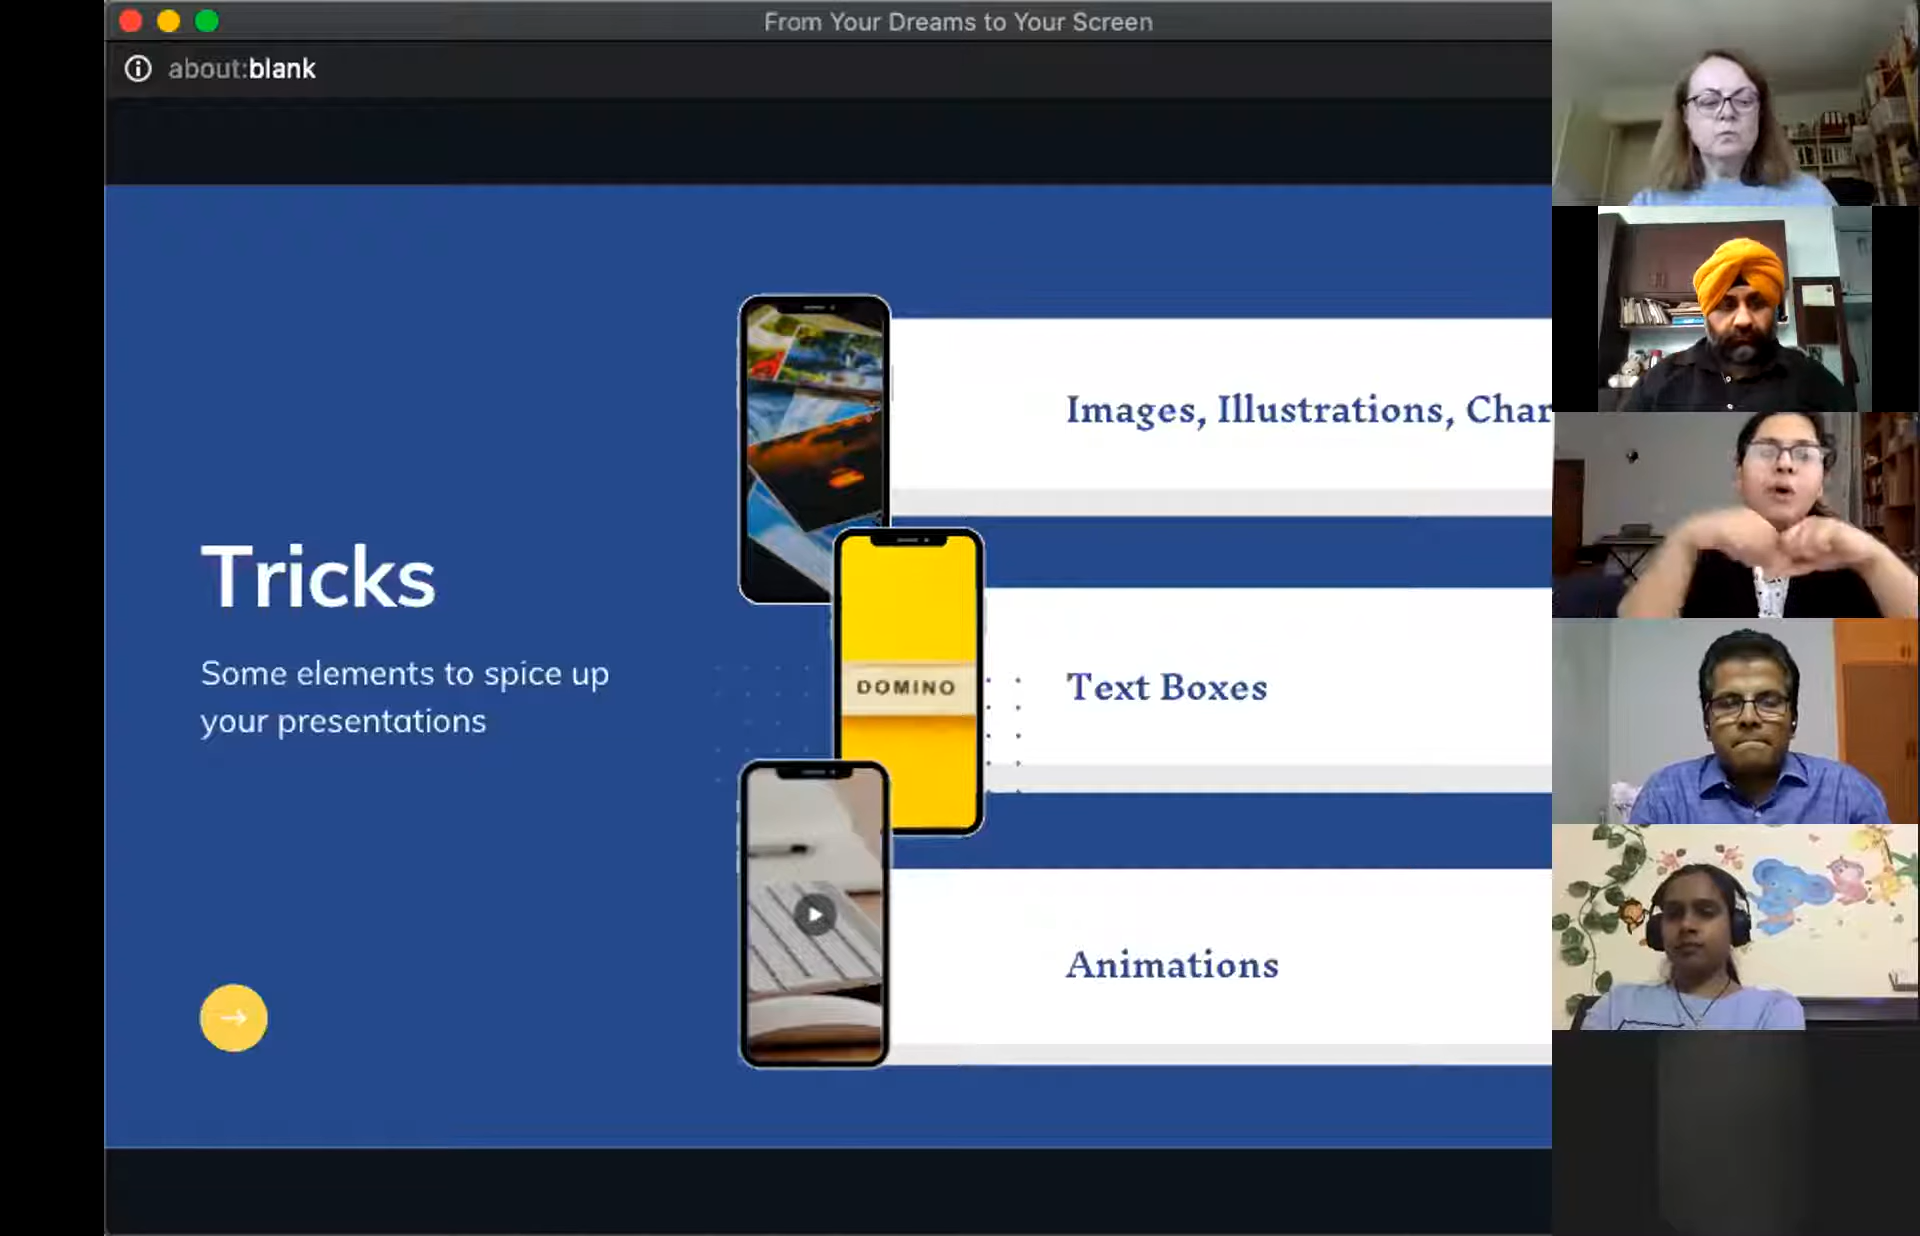 From Your Dreams to Your Screen
about:blank
Tricks
Some elements to spice up
your presentations
Images, Illustrations, Char
DOMINO
Text Boxes
Animations